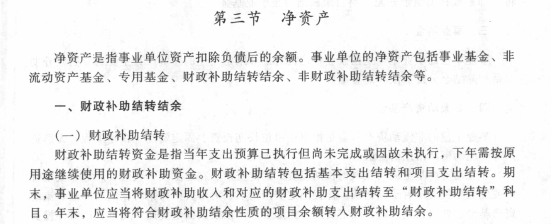 第三节 净资产
净资产是指事业单位资产扣除负债后的余额。事业单位的净资产包括事业基金、非
流动资产基金、专用基金、财政补助结转结余、非财政补助结转结余等。
一、财政补助结转结余
（一）财政补助结转
财政补助结转资金是指当年支出预算已执行但尚未完成或因故未执行，下年需按原
用途继续使用的财政补助资金。财政补助结转包括基本支出结转和项目支出结转。期
末，事业单位应当将财政补助收入和对应的财政补助支出结转至“财政补助结转”科
目。年末，应当将符合财政补助结余性质的项目余额转入财政补助结余。